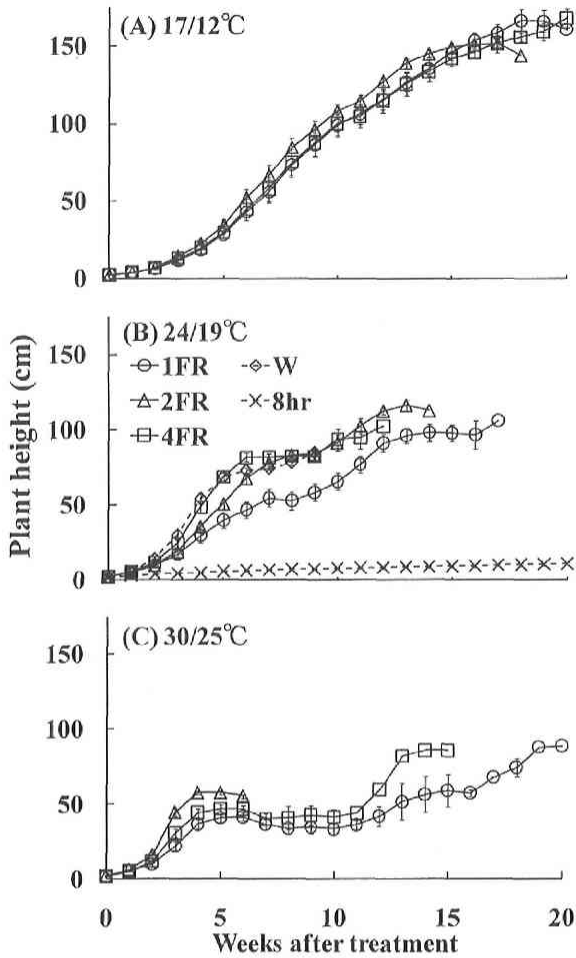 (A) 17/12℃
150
100
50
0
(B) 24/19℃
150
1FR W
2FR 8hr
4FR
100
50
0
Plant height (cm)
(C) 30/25℃
150
100
50
0
0 5 10 15 20
Weeks after treatment